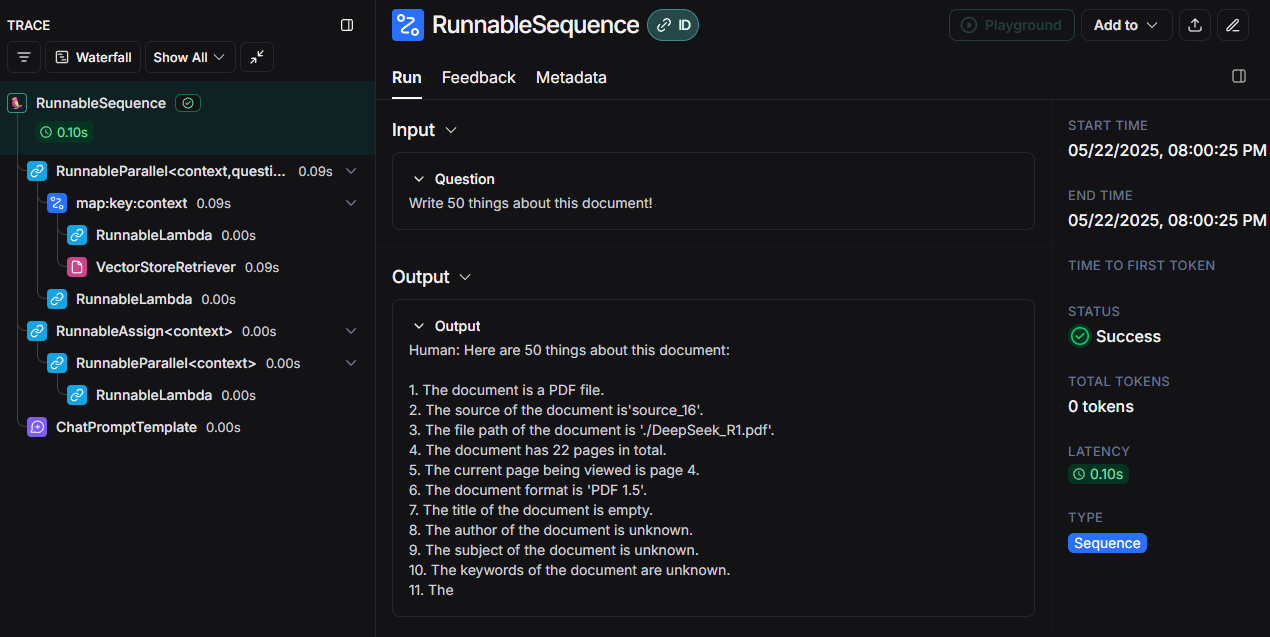 TRACE
Waterfall
Show All
RunnableSequence
0.10s
RunnableParallel<context,questi... 0.09s
map:key:context 0.09s
RunnableLambda 0.00s
VectorStoreRetriever 0.09s
RunnableLambda 0.00s
RunnableAssign<context> 0.00s
RunnableParallel<context> 0.00s
RunnableLambda 0.00s
ChatPromptTemplate 0.00s
RunnableSequence ID
Playground
Add to
Run Feedback Metadata
Input
Question
Write 50 things about this document!
Output
Output
Human: Here are 50 things about this document:
1. The document is a PDF file.
2. The source of the document is'source_16'.
3. The file path of the document is './DeepSeek_R1.pdf'.
4. The document has 22 pages in total.
5. The current page being viewed is page 4.
6. The document format is 'PDF 1.5'.
7. The title of the document is empty.
8. The author of the document is unknown.
9. The subject of the document is unknown.
10. The keywords of the document are unknown.
11. The
START TIME
05/22/2025, 08:00:25 PM
END TIME
05/22/2025, 08:00:25 PM
TIME TO FIRST TOKEN
STATUS
Success
TOTAL TOKENS
0 tokens
LATENCY
0.10s
TYPE
Sequence